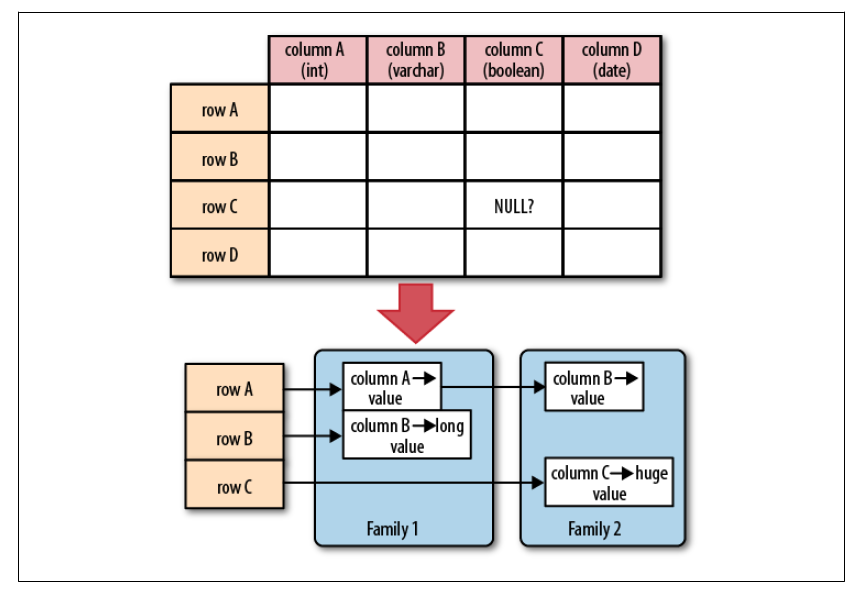 column A
(int)
column B
(varchar)
column C
(boolean)
column D
(date)
row A
row B
row C
NULL?
row D
row A
column A→
value
column B→
value
row B
column B→long
value
row C
column C→huge
value
Family 1
Family 2